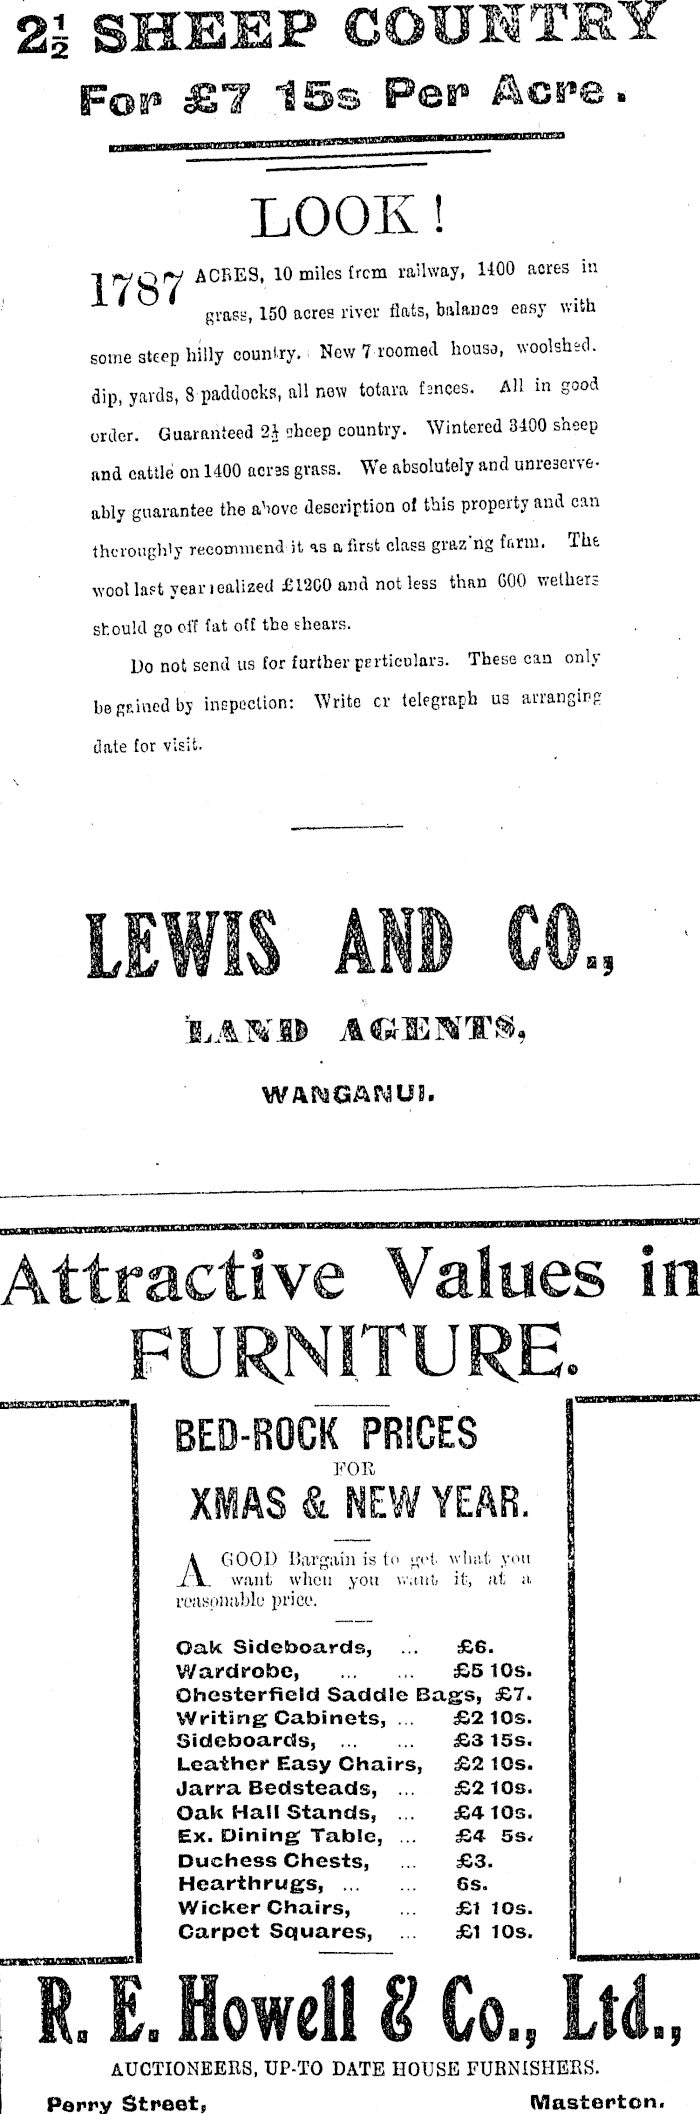 2½ SHEEP COUNTRY
For £7 15s Per Acre.
LOOK!
1787 ACRES, 10 miles from railway, 1400 acres in
grass, 150 acres river flats, balance easy with
some steep hilly country. New 7 roomed house, woolshed.
dip, yards, 8 paddocks, all new totara fences. All in good
order. Guaranteed 2½ sheep country. Wintered 3400 sheep
and cattle on 1400 acres grass. We absolutely and unreserve-
ably guarantee the above description of this property and can
thoroughly recommend it as a first class grazing farm. The
wool last year realized £1200 and not less than 600 wethers
should go off fat off the shears.
Do not send us for further particulars. These can only
be gained by inspection: Write or telegraph us arranging
date for visit.
LEWIS AND CO.,
LAND AGENTS,
WANGANUI.
Attractive Values in
FURNITURE.
BED-ROCK PRICES
FOR
XMAS & NEW YEAR.
A GOOD Bargain is to get what you
want when you want it, at a
reasonable price.
Oak Sideboards, ... £6.
Wardrobe, ... ... £5 10s.
Chesterfield Saddle Bags, £7.
Writing Cabinets, ... £2 10s.
Sideboards, ... ... £3 15s.
Leather Easy Chairs, £2 10s.
Jarra Bedsteads, ... £2 10s.
Oak Hall Stands, ... £4 10s.
Ex. Dining Table, ... £4 5s.
Duchess Chests, ... £3.
Hearthrugs, ... ... 6s.
Wicker Chairs, ... £1 10s.
Carpet Squares, ... £1 10s.
R. E. Howell & Co., Ltd.,
AUCTIONEERS, UP-TO DATE HOUSE FURNISHERS.
Perry Street, Masterton.